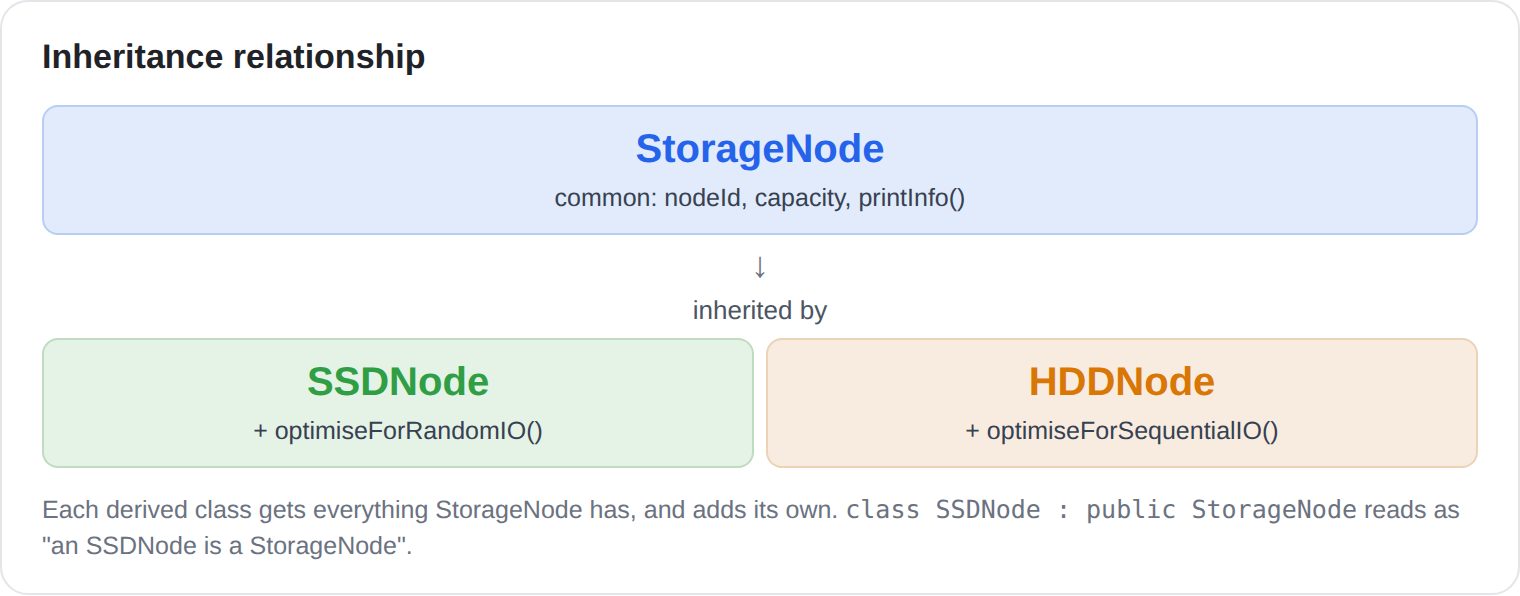 Inheritance relationship
StorageNode
common: nodeId, capacity, printInfo()
↓
inherited by
SSDNode
+ optimiseForRandomIO()
HDDNode
+ optimiseForSequentialIO()
Each derived class gets everything StorageNode has, and adds its own. class SSDNode : public StorageNode reads as
"an SSDNode is a StorageNode".